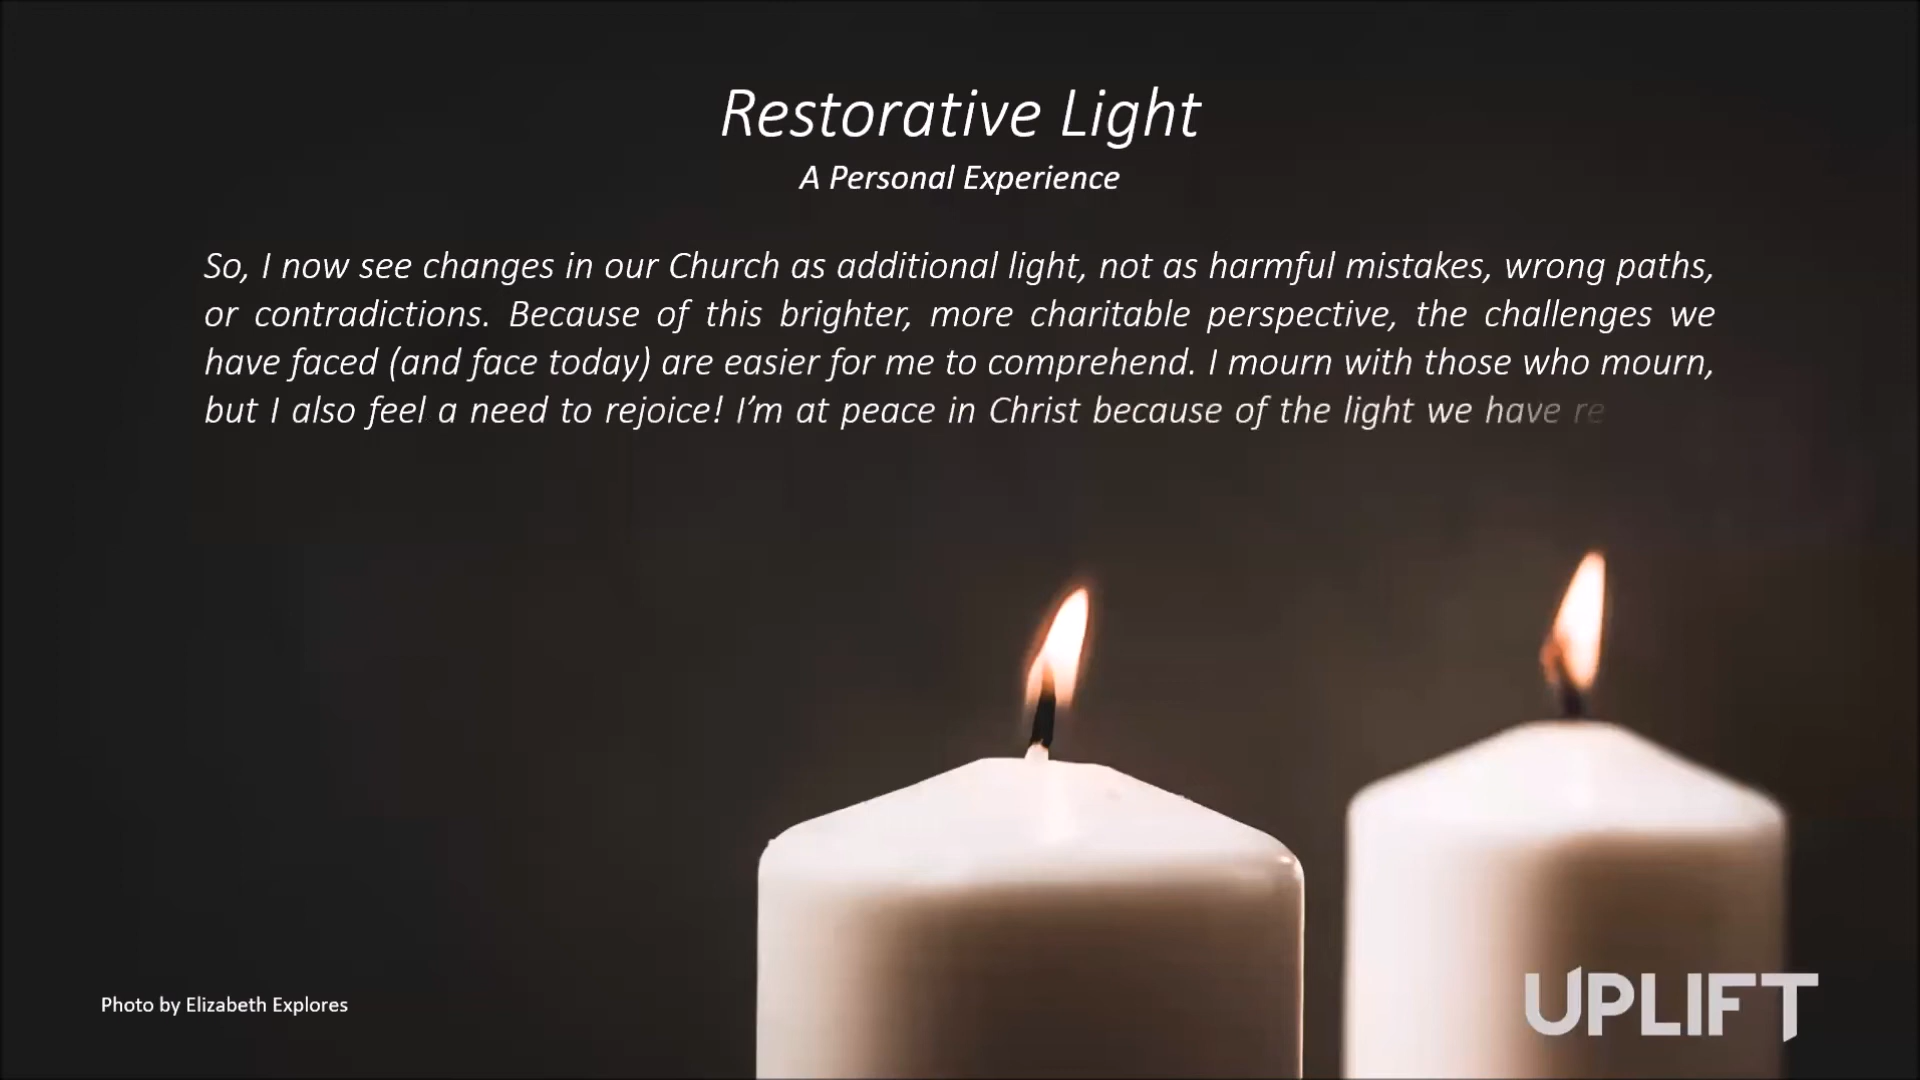 Restorative Light
A Personal Experience
So, I now see changes in our Church as additional light, not as harmful mistakes, wrong paths,
or contradictions. Because of this brighter, more charitable perspective, the challenges we
have faced (and face today) are easier for me to comprehend. I mourn with those who mourn,
but I also feel a need to rejoice! I’m at peace in Christ because of the light we have re
Photo by Elizabeth Explores
UPLIFT